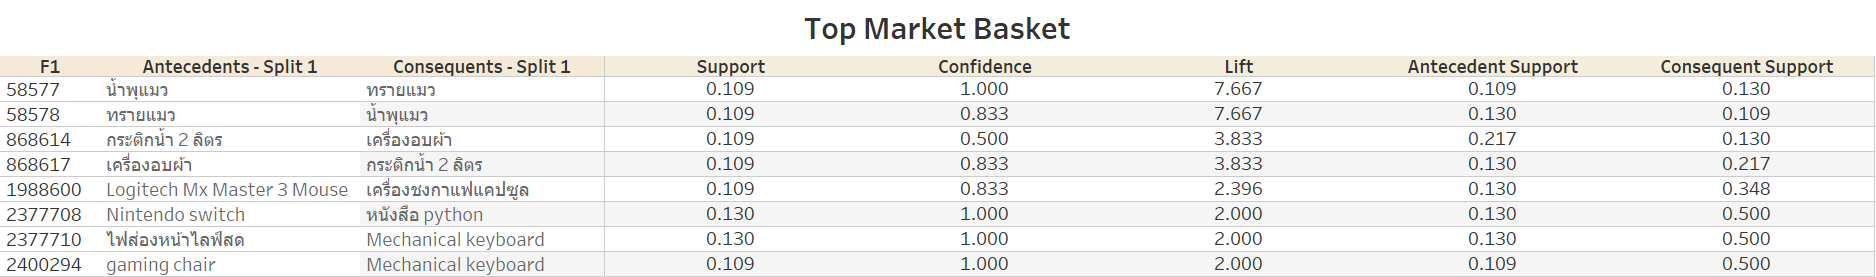 Top Market Basket
F1 Antecedents - Split 1 Consequents - Split 1 Support Confidence Lift Antecedent Support Consequent Support
58577 น้ำพุแมว ทรายแมว 0.109 1.000 7.667 0.109 0.130
58578 ทรายแมว น้ำพุแมว 0.109 0.833 7.667 0.130 0.109
868614 กระติกน้ำ 2 ลิตร เครื่องอบผ้า 0.109 0.500 3.833 0.217 0.130
868617 เครื่องอบผ้า กระติกน้ำ 2 ลิตร 0.109 0.833 3.833 0.130 0.217
1988600 Logitech Mx Master 3 Mouse เครื่องชงกาแฟแคปซูล 0.109 0.833 2.396 0.130 0.348
2377708 Nintendo switch หนังสือ python 0.130 1.000 2.000 0.130 0.500
2377710 ไฟส่องหน้าไลฟ์สด Mechanical keyboard 0.130 1.000 2.000 0.130 0.500
2400294 gaming chair Mechanical keyboard 0.109 1.000 2.000 0.109 0.500